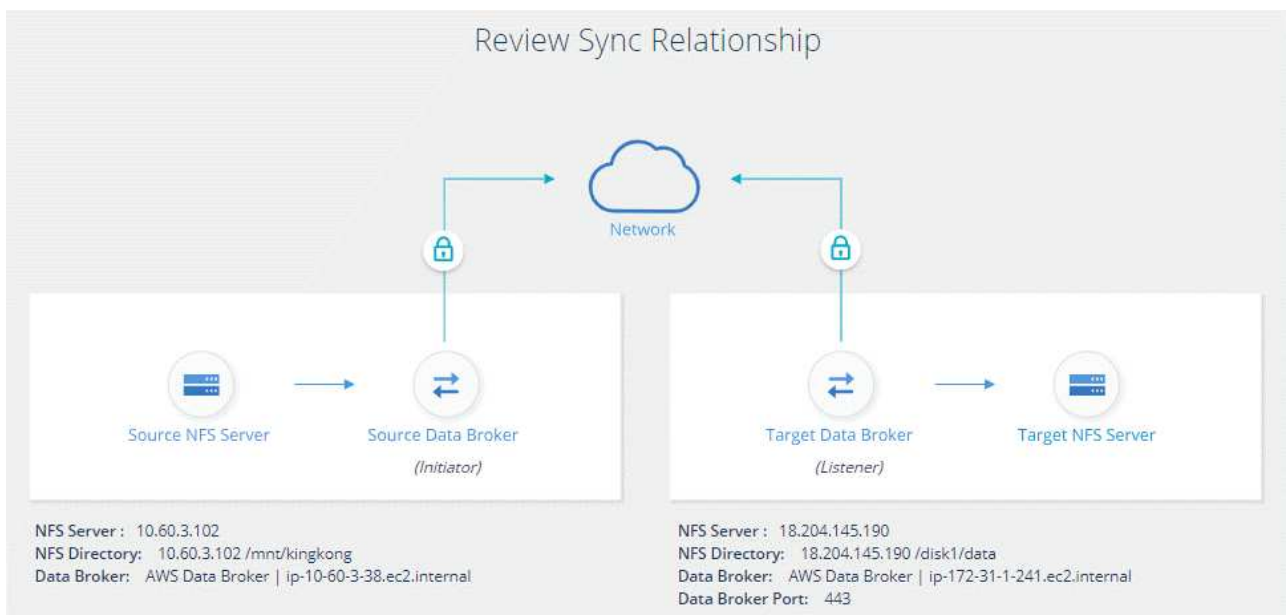 Review Sync Relationship
Network
Source NFS Server
Source Data Broker
(Initiator)
Target Data Broker
(Listener)
Target NFS Server
NFS Server : 10.60.3.102
NFS Directory: 10.60.3.102 /mnt/kingkong
Data Broker: AWS Data Broker | ip-10-60-3-38.ec2.internal
NFS Server : 18.204.145.190
NFS Directory: 18.204.145.190 /disk1/data
Data Broker: AWS Data Broker | ip-172-31-1-241.ec2.internal
Data Broker Port: 443